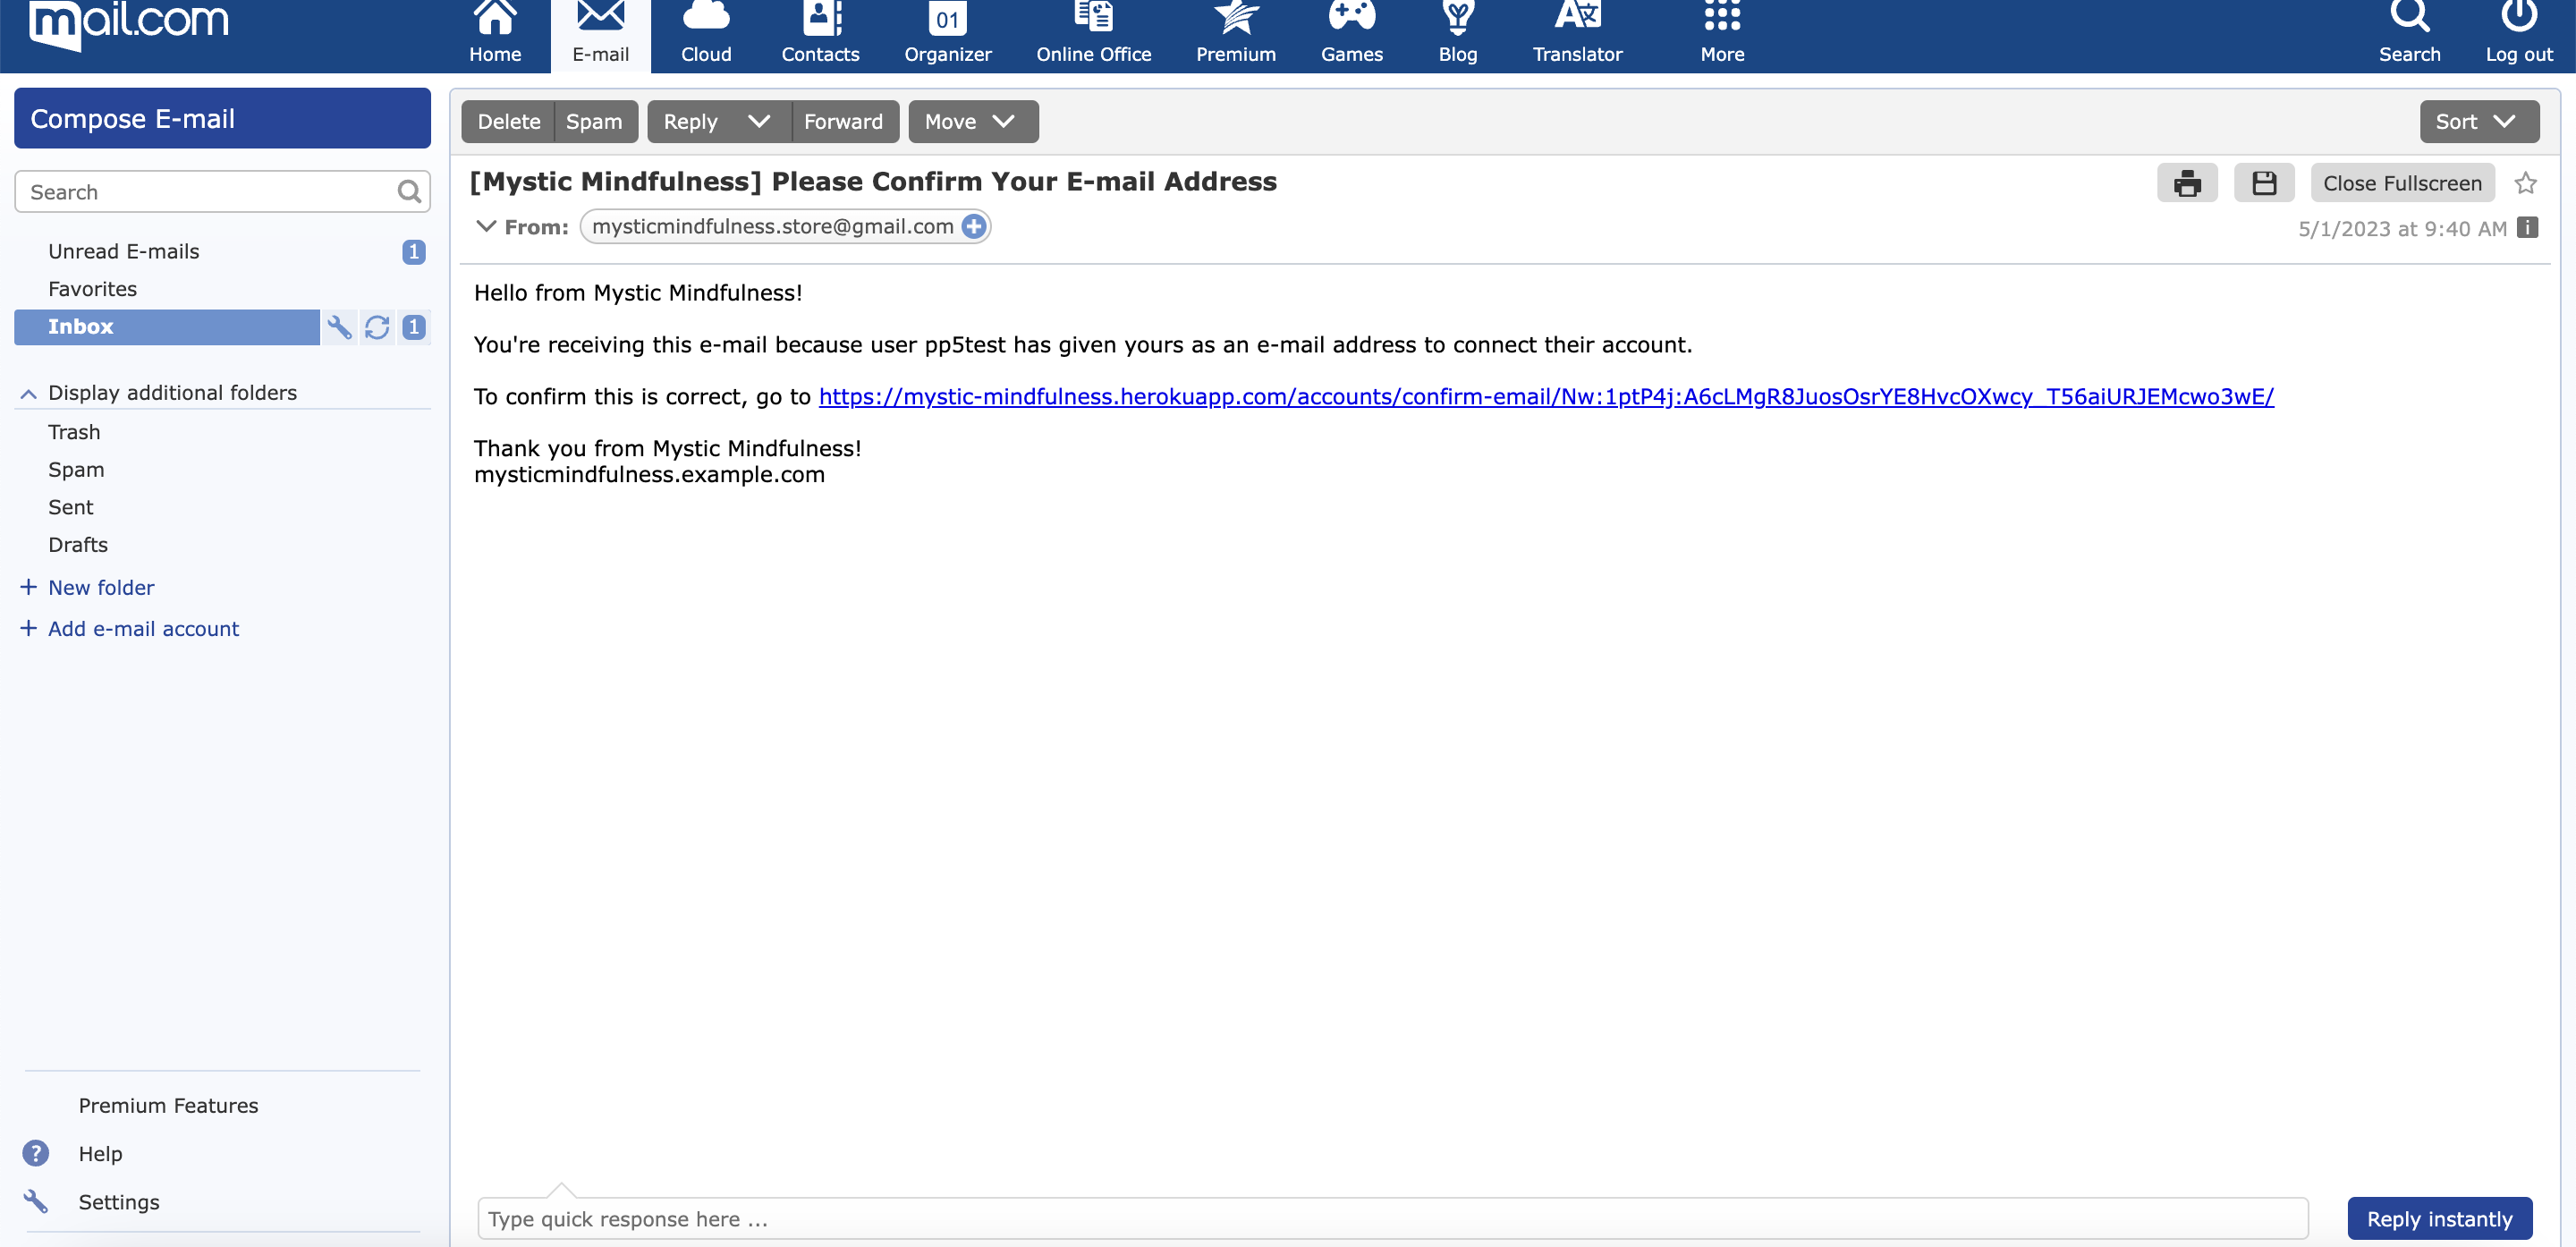 mail.com
Home E-mail Cloud Contacts 01 Organizer Online Office Premium Games Blog Translator More Search Log out
Compose E-mail
Search
Unread E-mails 1
Favorites
Inbox 1
Display additional folders
Trash
Spam
Sent
Drafts
+ New folder
+ Add e-mail account
Premium Features
? Help
Settings
Delete Spam Reply Forward Move Sort
[Mystic Mindfulness] Please Confirm Your E-mail Address
Close Fullscreen
From: mysticmindfulness.store@gmail.com
5/1/2023 at 9:40 AM i
Hello from Mystic Mindfulness!
You're receiving this e-mail because user pp5test has given yours as an e-mail address to connect their account.
To confirm this is correct, go to https://mystic-mindfulness.herokuapp.com/accounts/confirm-email/Nw:1ptP4j:A6cLMgR8JuosOsrYE8HvcOXwcy_T56aiURJEMcwo3wE/
Thank you from Mystic Mindfulness!
mysticmindfulness.example.com
Type quick response here ...
Reply instantly